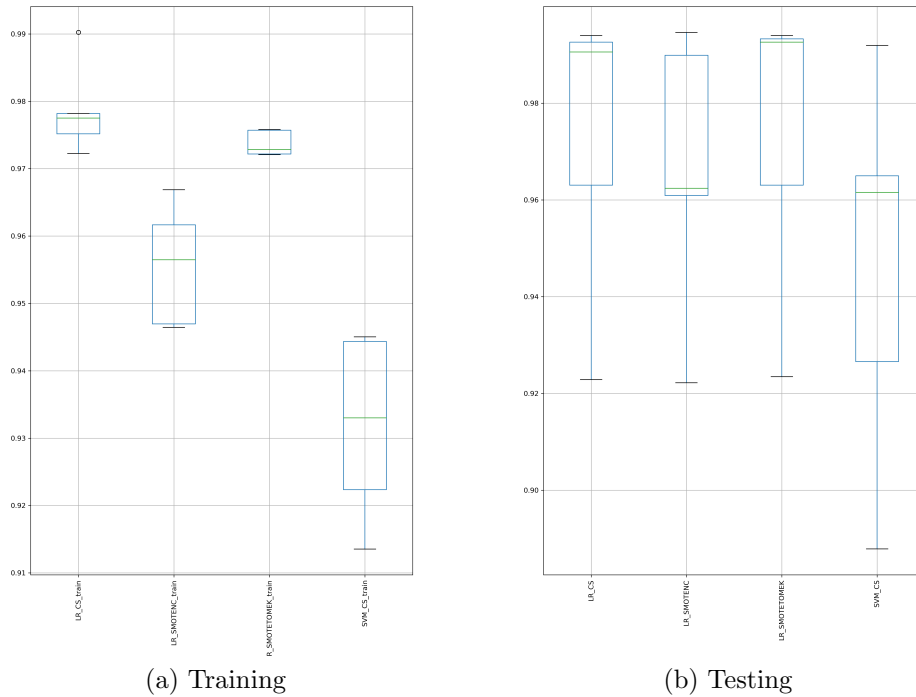 0.99
0.98
0.97
0.96
0.95
0.94
0.93
0.92
0.91
LR_CS_train
LR_SMOTENC_train
R_SMOTETOMEK_train
SVM_CS_train
(a) Training
0.98
0.96
0.94
0.92
0.90
LR_CS
LR_SMOTENC
LR_SMOTETOMEK
SVM_CS
(b) Testing